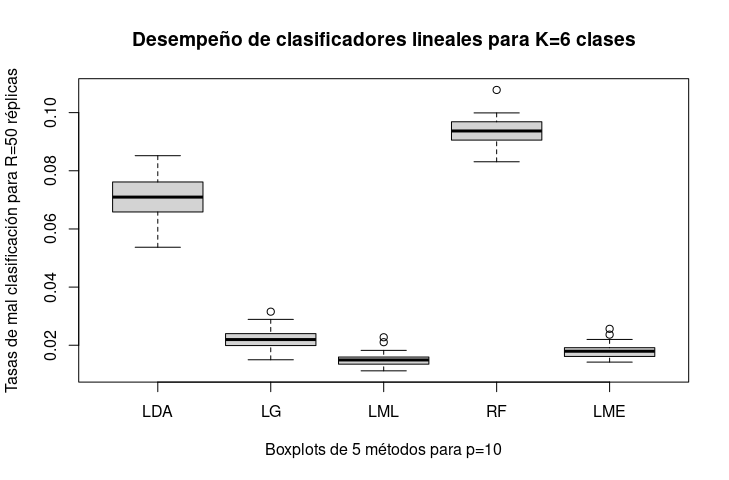 Desempeño de clasificadores lineales para K=6 clases
Tasas de mal clasificación para R=50 réplicas
0.10
0.08
0.06
0.04
0.02
LDA LG LML RF LME
Boxplots de 5 métodos para p=10